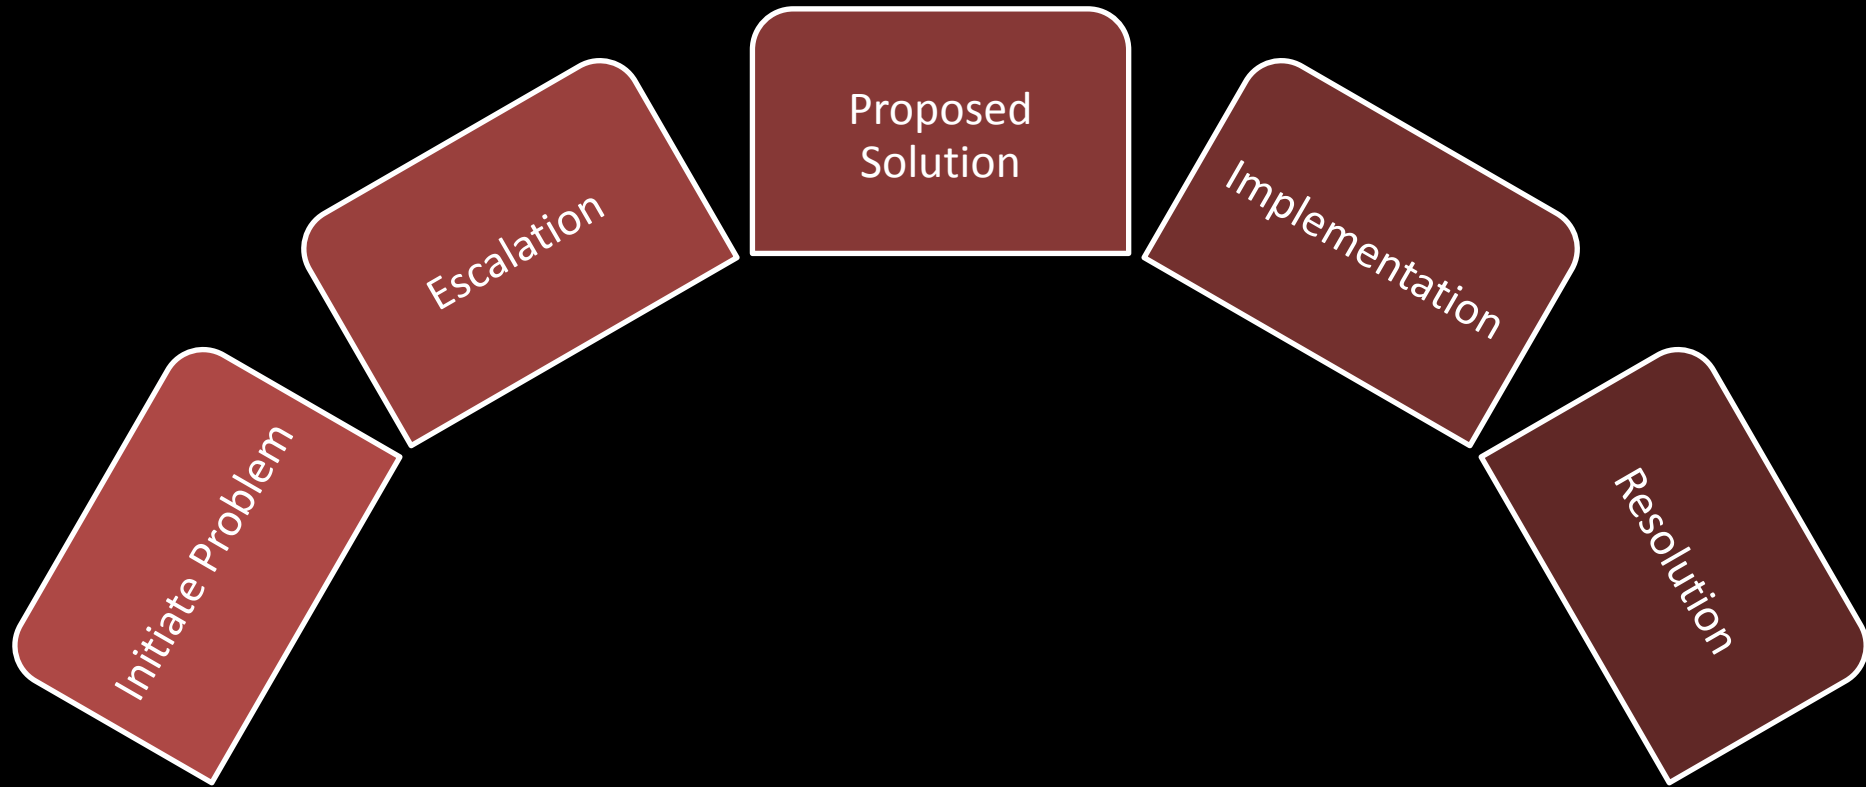 Initiate Problem
Escalation
Proposed
Solution
Implementation
Resolution